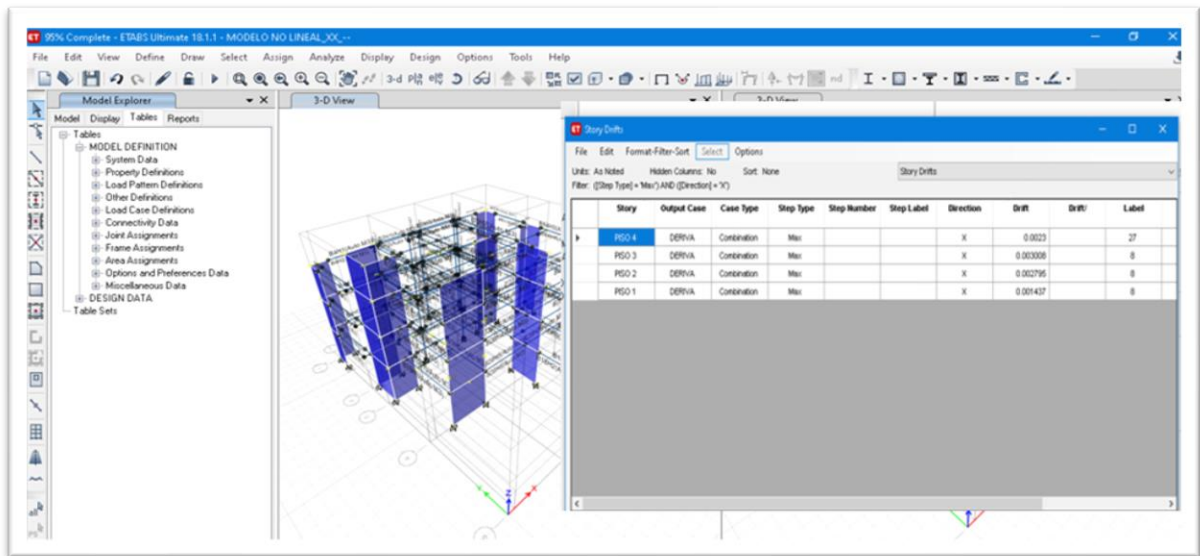 95% Complete - ETABS Ultimate 18.1.1 - MODELO NO LINEAL_XX_--
File Edit View Define Draw Select Assign Analyze Display Design Options Tools Help
3-d nd
Model Explorer
3-D View
3-D View
Model Display Tables Reports
Tables
MODEL DEFINITION
System Data
Property Definitions
Load Pattern Definitions
Other Definitions
Load Case Definitions
Connectivity Data
Joint Assignments
Frame Assignments
Area Assignments
Options and Preferences Data
Miscellaneous Data
DESIGN DATA
Table Sets
Story Drifts
File Edit Format-Filter-Sort Select Options
Units: As Noted Hidden Columns: No Sort: None Story Drifts
Filter: ([Step Type] = 'Max') AND ([Direction] = 'X')
Story Output Case Case Type Step Type Step Number Step Label Direction Drift Drift/ Label
PISO 4 DERIVA Combination Max X 0.0023 27
PISO 3 DERIVA Combination Max X 0.003008 8
PISO 2 DERIVA Combination Max X 0.002795 8
PISO 1 DERIVA Combination Max X 0.001437 8
Y Z X